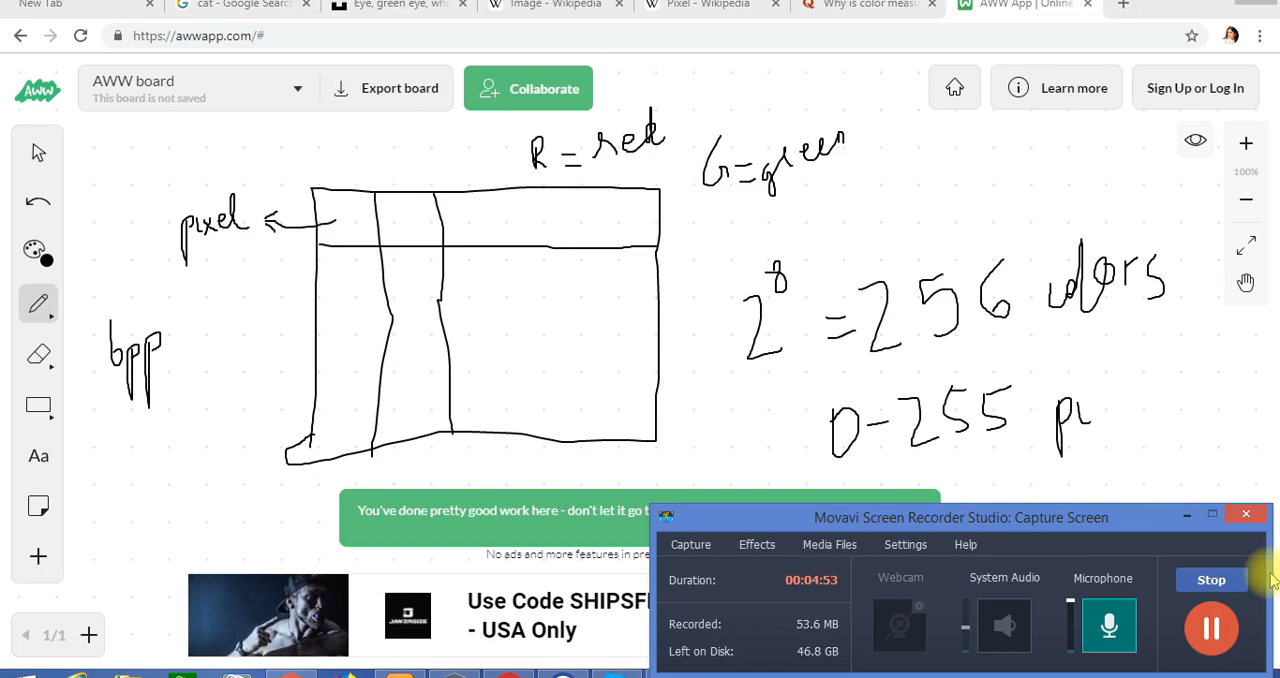 New Tab
cat - Google Search
Eye, green eye, wh
Image - Wikipedia
Pixel - Wikipedia
Why is color meas
AWW App | Online
https://awwapp.com/#
AWW
AWW board
This board is not saved
Export board
Collaborate
Learn more
Sign Up or Log In
R = red
G = green
100%
pixel
2^8 = 256 colors
bpp
0 - 255 pi
Aa
You've done pretty good work here - don't let it go t
No ads and more features in pre
1/1
JAWZRSIZE
Use Code SHIPSF
- USA Only
Movavi Screen Recorder Studio: Capture Screen
Capture Effects Media Files Settings Help
Duration: 00:04:53
Recorded: 53.6 MB
Left on Disk: 46.8 GB
Webcam
System Audio
Microphone
Stop